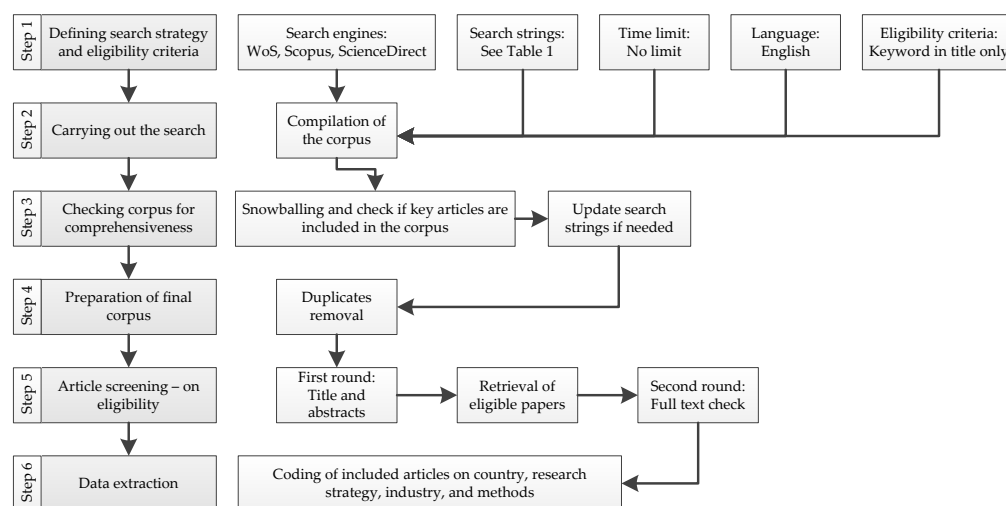 Step 1
Defining search strategy
and eligibility criteria
Search engines:
WoS, Scopus, ScienceDirect
Search strings:
See Table 1
Time limit:
No limit
Language:
English
Eligibility criteria:
Keyword in title only
Step 2
Carrying out the search
Compilation of
the corpus
Step 3
Checking corpus for
comprehensiveness
Snowballing and check if key articles are
included in the corpus
Update search
strings if needed
Step 4
Preparation of final
corpus
Duplicates
removal
Step 5
Article screening – on
eligibility
First round:
Title and
abstracts
Retrieval of
eligible papers
Second round:
Full text check
Step 6
Data extraction
Coding of included articles on country, research
strategy, industry, and methods